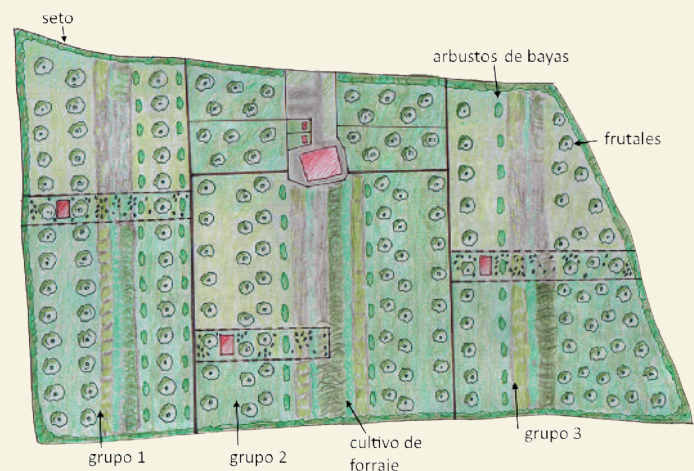 seto
arbustos de bayas
frutales
grupo 1
grupo 2
cultivo de
forraje
grupo 3